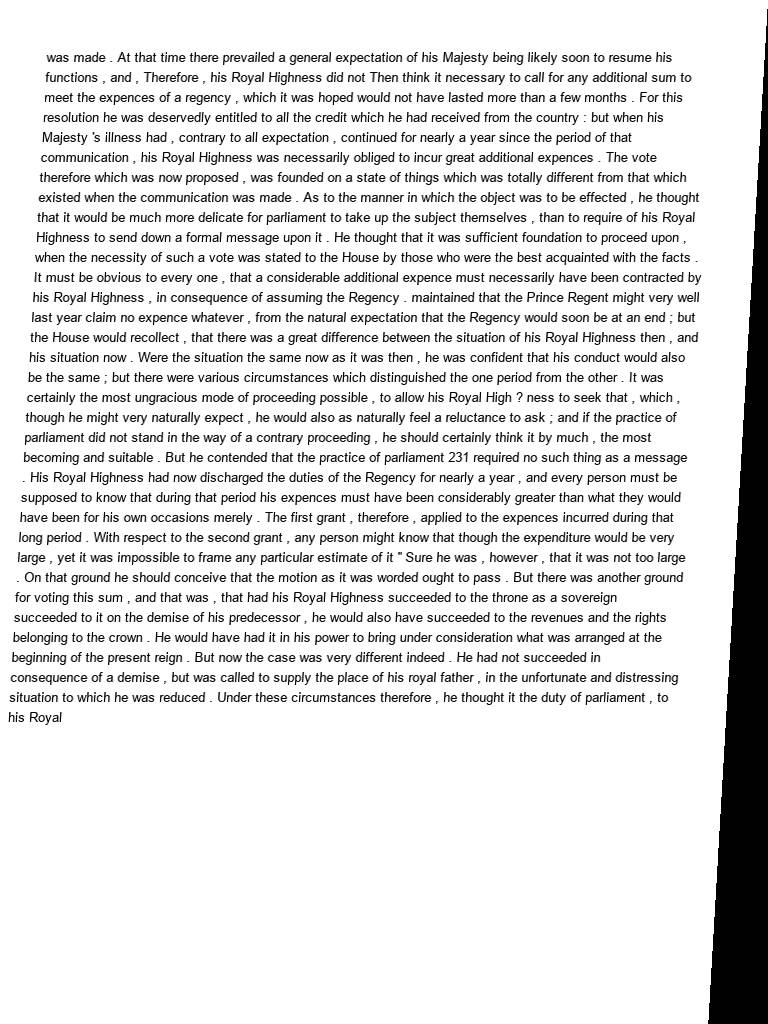 was made . At that time there prevailed a general expectation of his Majesty being likely soon to resume his
functions , and , Therefore , his Royal Highness did not Then think it necessary to call for any additional sum to
meet the expences of a regency , which it was hoped would not have lasted more than a few months . For this
resolution he was deservedly entitled to all the credit which he had received from the country : but when his
Majesty 's illness had , contrary to all expectation , continued for nearly a year since the period of that
communication , his Royal Highness was necessarily obliged to incur great additional expences . The vote
therefore which was now proposed , was founded on a state of things which was totally different from that which
existed when the communication was made . As to the manner in which the object was to be effected , he thought
that it would be much more delicate for parliament to take up the subject themselves , than to require of his Royal
Highness to send down a formal message upon it . He thought that it was sufficient foundation to proceed upon ,
when the necessity of such a vote was stated to the House by those who were the best acquainted with the facts .
It must be obvious to every one , that a considerable additional expence must necessarily have been contracted by
his Royal Highness , in consequence of assuming the Regency . maintained that the Prince Regent might very well
last year claim no expence whatever , from the natural expectation that the Regency would soon be at an end ; but
the House would recollect , that there was a great difference between the situation of his Royal Highness then , and
his situation now . Were the situation the same now as it was then , he was confident that his conduct would also
be the same ; but there were various circumstances which distinguished the one period from the other . It was
certainly the most ungracious mode of proceeding possible , to allow his Royal High ? ness to seek that , which ,
though he might very naturally expect , he would also as naturally feel a reluctance to ask ; and if the practice of
parliament did not stand in the way of a contrary proceeding , he should certainly think it by much , the most
becoming and suitable . But he contended that the practice of parliament 231 required no such thing as a message
. His Royal Highness had now discharged the duties of the Regency for nearly a year , and every person must be
supposed to know that during that period his expences must have been considerably greater than what they would
have been for his own occasions merely . The first grant , therefore , applied to the expences incurred during that
long period . With respect to the second grant , any person might know that though the expenditure would be very
large , yet it was impossible to frame any particular estimate of it " Sure he was , however , that it was not too large
. On that ground he should conceive that the motion as it was worded ought to pass . But there was another ground
for voting this sum , and that was , that had his Royal Highness succeeded to the throne as a sovereign
succeeded to it on the demise of his predecessor , he would also have succeeded to the revenues and the rights
belonging to the crown . He would have had it in his power to bring under consideration what was arranged at the
beginning of the present reign . But now the case was very different indeed . He had not succeeded in
consequence of a demise , but was called to supply the place of his royal father , in the unfortunate and distressing
situation to which he was reduced . Under these circumstances therefore , he thought it the duty of parliament , to
his Royal